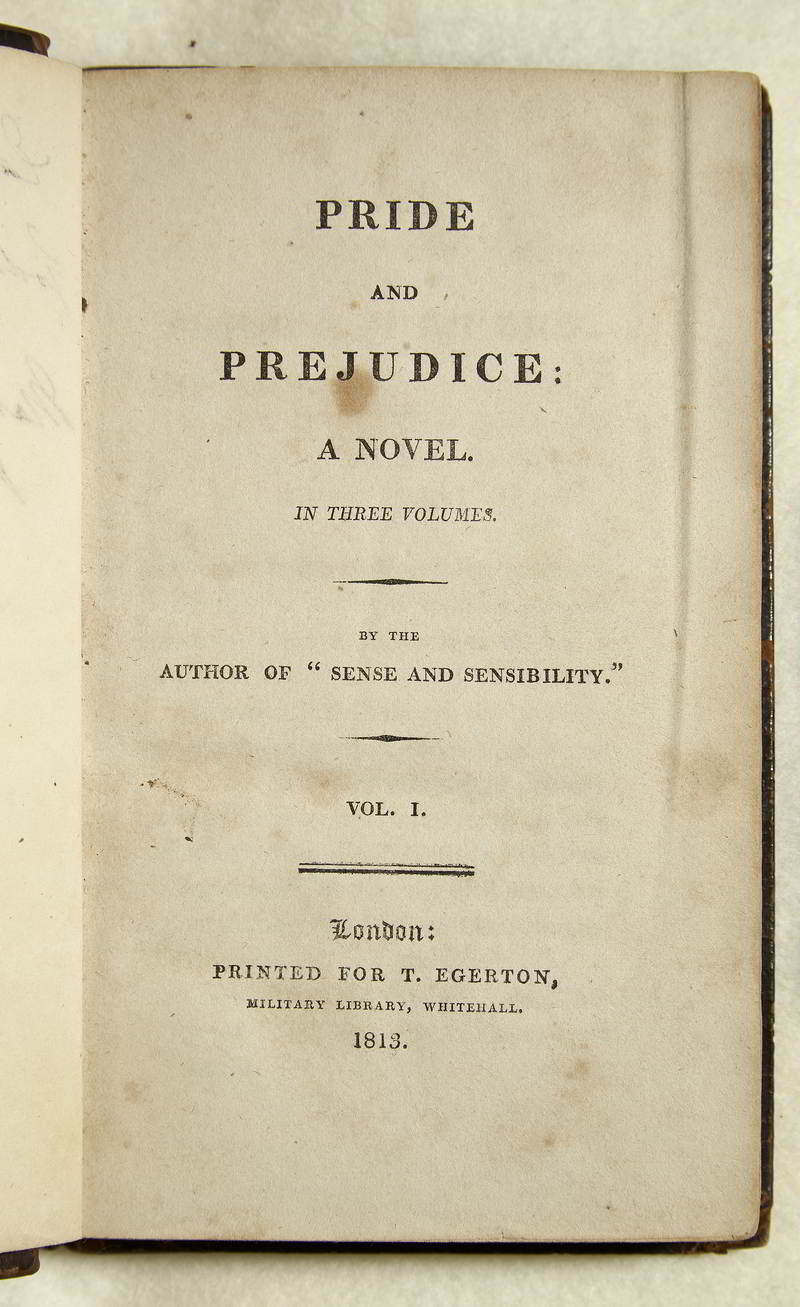 PRIDE
AND
PREJUDICE:
A NOVEL.
IN THREE VOLUMES.
BY THE
AUTHOR OF “ SENSE AND SENSIBILITY.”
VOL. I.
London:
PRINTED FOR T. EGERTON,
MILITARY LIBRARY, WHITEHALL.
1813.